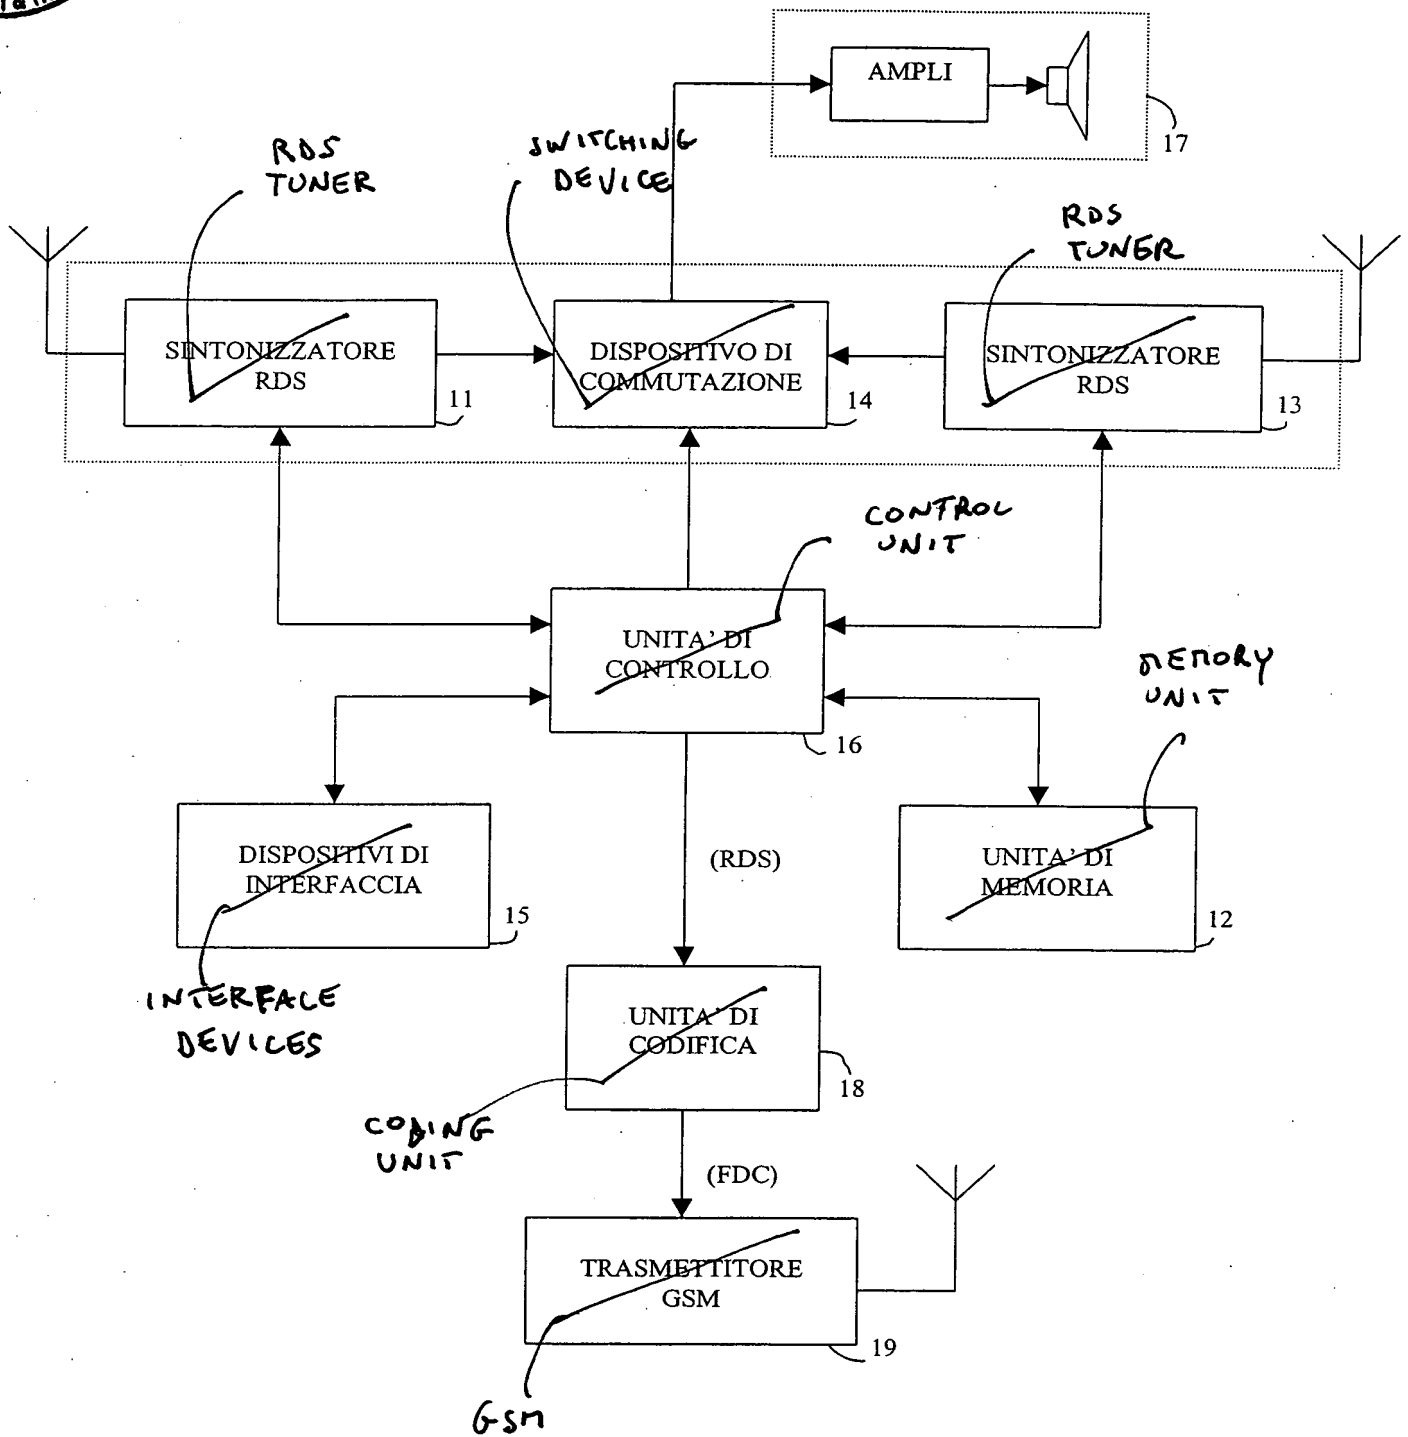 AMPLI
17
RDS
TUNER
SWITCHING
DEVICE
RDS
TUNER
SINTONIZZATORE
RDS
11
DISPOSITIVO DI
COMMUTAZIONE
14
SINTONIZZATORE
RDS
13
CONTROL
UNIT
UNITA' DI
CONTROLLO
16
MEMORY
UNIT
DISPOSITIVI DI
INTERFACCIA
15
(RDS)
UNITA' DI
MEMORIA
12
INTERFACE
DEVICES
UNITA' DI
CODIFICA
18
CODING
UNIT
(FDC)
TRASMETTITORE
GSM
19
GSM